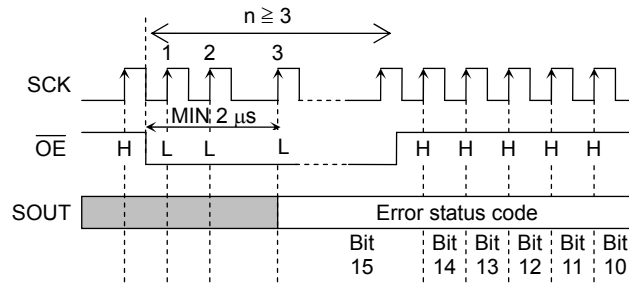 n ≧ 3
1 2 3
SCK
MIN 2 μs
OE H L L L H H H H H
SOUT Error status code
Bit Bit Bit Bit Bit Bit
15 14 13 12 11 10